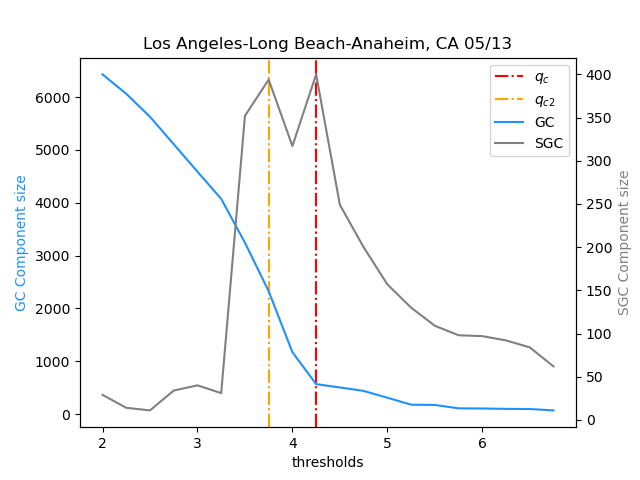 Los Angeles-Long Beach-Anaheim, CA 05/13
GC Component size
6000
5000
4000
3000
2000
1000
0
400
350
300
250
200
150
100
50
0
SGC Component size
q_c
q_{c2}
GC
SGC
2 3 4 5 6
thresholds